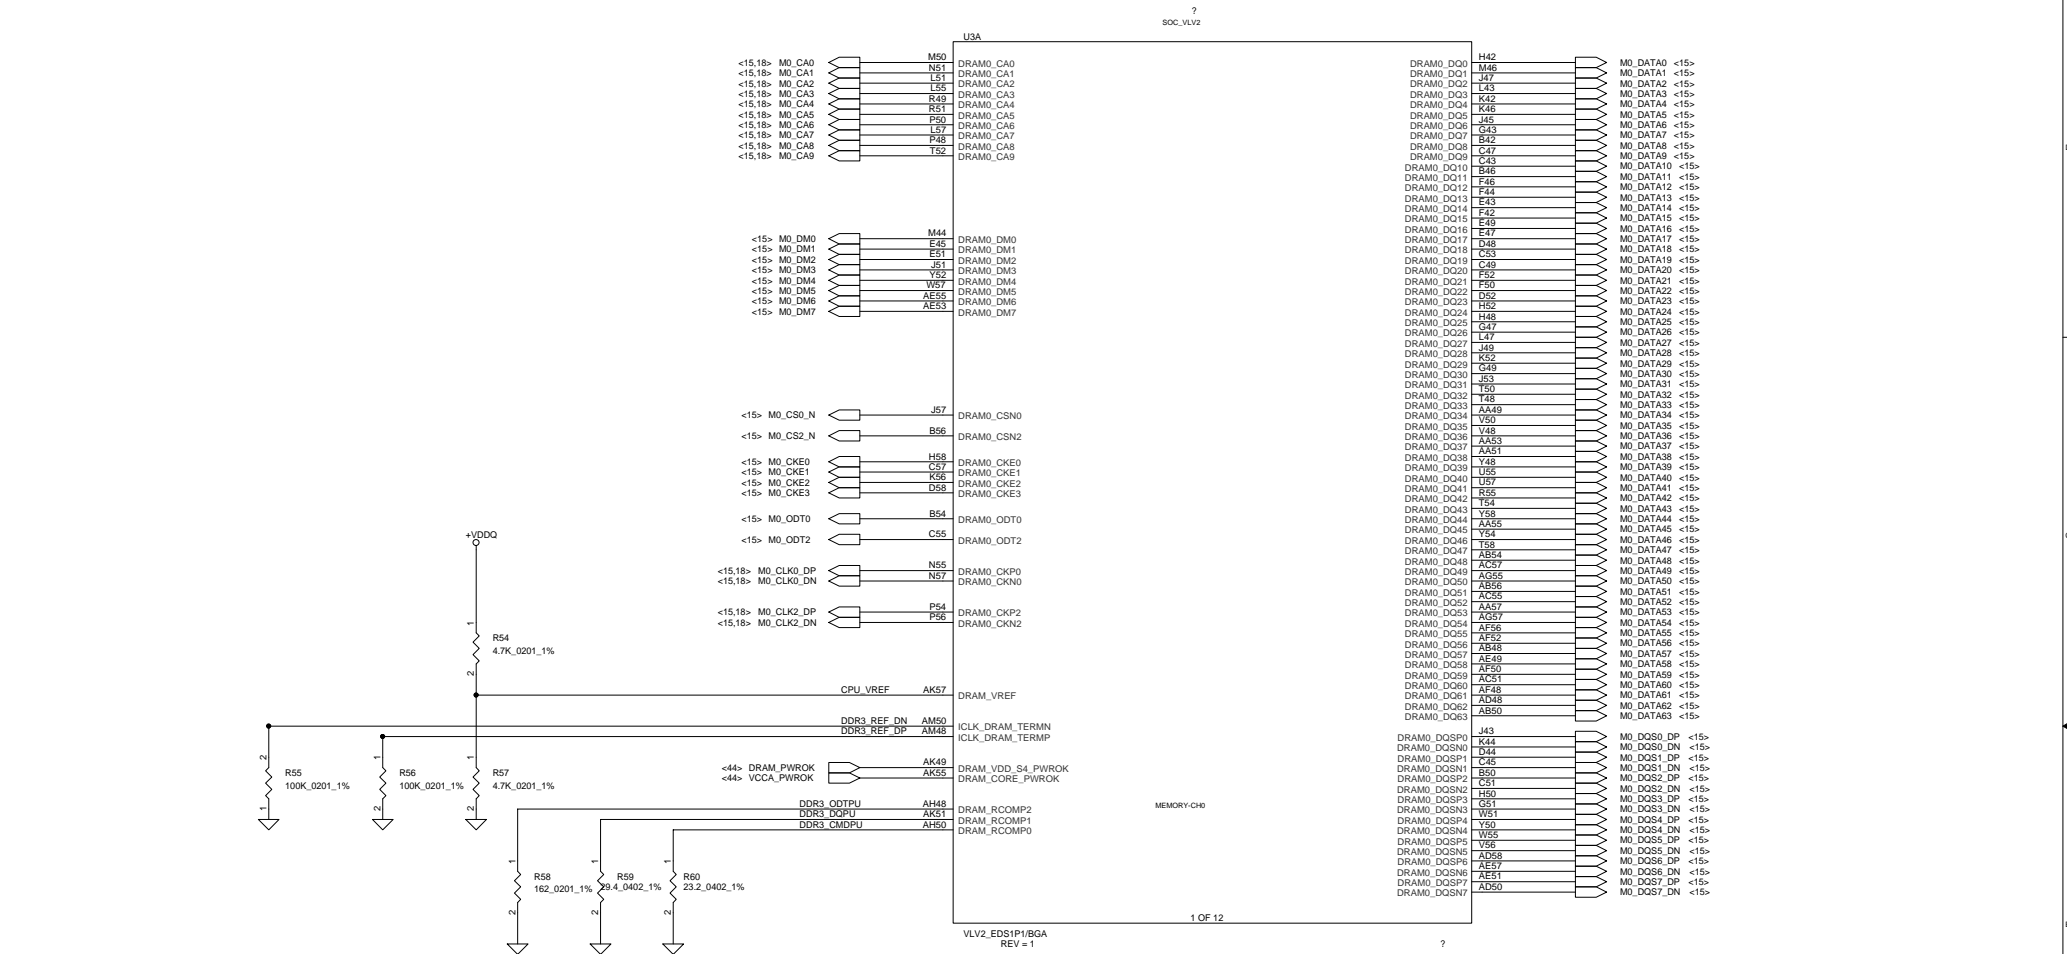 ?
SOC_VLV2
U3A
<15,18> M0_CA0 M50 DRAM0_CA0
<15,18> M0_CA1 N51 DRAM0_CA1
<15,18> M0_CA2 L51 DRAM0_CA2
<15,18> M0_CA3 L55 DRAM0_CA3
<15,18> M0_CA4 R49 DRAM0_CA4
<15,18> M0_CA5 R51 DRAM0_CA5
<15,18> M0_CA6 P50 DRAM0_CA6
<15,18> M0_CA7 L57 DRAM0_CA7
<15,18> M0_CA8 P48 DRAM0_CA8
<15,18> M0_CA9 T52 DRAM0_CA9
<15> M0_DM0 M44 DRAM0_DM0
<15> M0_DM1 E45 DRAM0_DM1
<15> M0_DM2 E51 DRAM0_DM2
<15> M0_DM3 J51 DRAM0_DM3
<15> M0_DM4 Y52 DRAM0_DM4
<15> M0_DM5 W57 DRAM0_DM5
<15> M0_DM6 AE55 DRAM0_DM6
<15> M0_DM7 AE53 DRAM0_DM7
<15> M0_CS0_N J57 DRAM0_CSN0
<15> M0_CS2_N B56 DRAM0_CSN2
<15> M0_CKE0 H58 DRAM0_CKE0
<15> M0_CKE1 C57 DRAM0_CKE1
<15> M0_CKE2 K56 DRAM0_CKE2
<15> M0_CKE3 D58 DRAM0_CKE3
<15> M0_ODT0 B54 DRAM0_ODT0
<15> M0_ODT2 C55 DRAM0_ODT2
<15,18> M0_CLK0_DP N55 DRAM0_CKP0
<15,18> M0_CLK0_DN N57 DRAM0_CKN0
<15,18> M0_CLK2_DP P54 DRAM0_CKP2
<15,18> M0_CLK2_DN P56 DRAM0_CKN2
+VDDQ
1
R54
4.7K_0201_1%
2
CPU_VREF AK57 DRAM_VREF
DDR3_REF_DN AM50 ICLK_DRAM_TERMN
DDR3_REF_DP AM48 ICLK_DRAM_TERMP
2 1 1
R55 R56 R57
100K_0201_1% 100K_0201_1% 4.7K_0201_1%
1 2 2
<44> DRAM_PWROK AK49 DRAM_VDD_S4_PWROK
<44> VCCA_PWROK AK55 DRAM_CORE_PWROK
DDR3_ODTPU AH48 DRAM_RCOMP2
DDR3_DQPU AK51 DRAM_RCOMP1
DDR3_CMDPU AH50 DRAM_RCOMP0
1 1 1
R58 R59 R60
162_0201_1% 29.4_0402_1% 23.2_0402_1%
2 2 2
DRAM0_DQ0 H42 M0_DATA0 <15>
DRAM0_DQ1 M46 M0_DATA1 <15>
DRAM0_DQ2 J47 M0_DATA2 <15>
DRAM0_DQ3 L43 M0_DATA3 <15>
DRAM0_DQ4 K42 M0_DATA4 <15>
DRAM0_DQ5 K46 M0_DATA5 <15>
DRAM0_DQ6 J45 M0_DATA6 <15>
DRAM0_DQ7 G43 M0_DATA7 <15>
DRAM0_DQ8 B42 M0_DATA8 <15>
DRAM0_DQ9 C47 M0_DATA9 <15>
DRAM0_DQ10 C43 M0_DATA10 <15>
DRAM0_DQ11 B46 M0_DATA11 <15>
DRAM0_DQ12 F46 M0_DATA12 <15>
DRAM0_DQ13 F44 M0_DATA13 <15>
DRAM0_DQ14 E43 M0_DATA14 <15>
DRAM0_DQ15 F42 M0_DATA15 <15>
DRAM0_DQ16 E49 M0_DATA16 <15>
DRAM0_DQ17 E47 M0_DATA17 <15>
DRAM0_DQ18 D48 M0_DATA18 <15>
DRAM0_DQ19 C53 M0_DATA19 <15>
DRAM0_DQ20 C49 M0_DATA20 <15>
DRAM0_DQ21 F52 M0_DATA21 <15>
DRAM0_DQ22 F50 M0_DATA22 <15>
DRAM0_DQ23 D52 M0_DATA23 <15>
DRAM0_DQ24 H52 M0_DATA24 <15>
DRAM0_DQ25 H48 M0_DATA25 <15>
DRAM0_DQ26 G47 M0_DATA26 <15>
DRAM0_DQ27 L47 M0_DATA27 <15>
DRAM0_DQ28 J49 M0_DATA28 <15>
DRAM0_DQ29 K52 M0_DATA29 <15>
DRAM0_DQ30 G49 M0_DATA30 <15>
DRAM0_DQ31 J53 M0_DATA31 <15>
DRAM0_DQ32 T50 M0_DATA32 <15>
DRAM0_DQ33 T48 M0_DATA33 <15>
DRAM0_DQ34 AA49 M0_DATA34 <15>
DRAM0_DQ35 V50 M0_DATA35 <15>
DRAM0_DQ36 V48 M0_DATA36 <15>
DRAM0_DQ37 AA53 M0_DATA37 <15>
DRAM0_DQ38 AA51 M0_DATA38 <15>
DRAM0_DQ39 Y48 M0_DATA39 <15>
DRAM0_DQ40 U55 M0_DATA40 <15>
DRAM0_DQ41 U57 M0_DATA41 <15>
DRAM0_DQ42 R55 M0_DATA42 <15>
DRAM0_DQ43 T54 M0_DATA43 <15>
DRAM0_DQ44 Y58 M0_DATA44 <15>
DRAM0_DQ45 AA55 M0_DATA45 <15>
DRAM0_DQ46 Y54 M0_DATA46 <15>
DRAM0_DQ47 T58 M0_DATA47 <15>
DRAM0_DQ48 AB54 M0_DATA48 <15>
DRAM0_DQ49 AC57 M0_DATA49 <15>
DRAM0_DQ50 AG55 M0_DATA50 <15>
DRAM0_DQ51 AB56 M0_DATA51 <15>
DRAM0_DQ52 AC55 M0_DATA52 <15>
DRAM0_DQ53 AA57 M0_DATA53 <15>
DRAM0_DQ54 AG57 M0_DATA54 <15>
DRAM0_DQ55 AF56 M0_DATA55 <15>
DRAM0_DQ56 AF52 M0_DATA56 <15>
DRAM0_DQ57 AB48 M0_DATA57 <15>
DRAM0_DQ58 AE49 M0_DATA58 <15>
DRAM0_DQ59 AF50 M0_DATA59 <15>
DRAM0_DQ60 AC51 M0_DATA60 <15>
DRAM0_DQ61 AF48 M0_DATA61 <15>
DRAM0_DQ62 AD48 M0_DATA62 <15>
DRAM0_DQ63 AB50 M0_DATA63 <15>
DRAM0_DQSP0 J43 M0_DQS0_DP <15>
DRAM0_DQSN0 K44 M0_DQS0_DN <15>
DRAM0_DQSP1 D44 M0_DQS1_DP <15>
DRAM0_DQSN1 C45 M0_DQS1_DN <15>
DRAM0_DQSP2 B50 M0_DQS2_DP <15>
DRAM0_DQSN2 C51 M0_DQS2_DN <15>
DRAM0_DQSP3 H50 M0_DQS3_DP <15>
DRAM0_DQSN3 G51 M0_DQS3_DN <15>
DRAM0_DQSP4 W51 M0_DQS4_DP <15>
DRAM0_DQSN4 Y50 M0_DQS4_DN <15>
DRAM0_DQSP5 W55 M0_DQS5_DP <15>
DRAM0_DQSN5 V56 M0_DQS5_DN <15>
DRAM0_DQSP6 AD58 M0_DQS6_DP <15>
DRAM0_DQSN6 AE57 M0_DQS6_DN <15>
DRAM0_DQSP7 AE51 M0_DQS7_DP <15>
DRAM0_DQSN7 AD50 M0_DQS7_DN <15>
MEMORY-CH0
1 OF 12
VLV2_EDS1P1/BGA
REV = 1
?